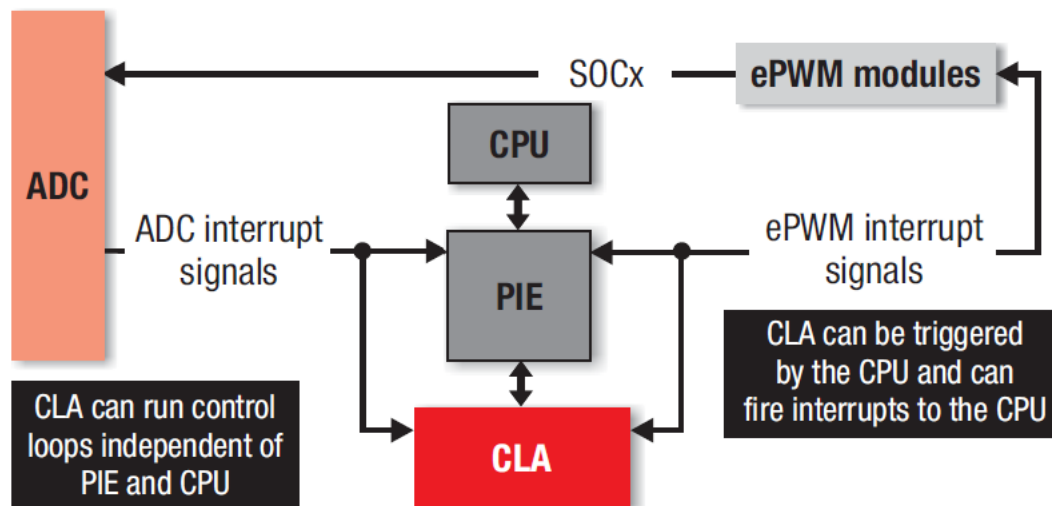 SOCx
ePWM modules
CPU
ADC
ADC interrupt
signals
ePWM interrupt
signals
PIE
CLA can be triggered
by the CPU and can
fire interrupts to the CPU
CLA can run control
loops independent of
PIE and CPU
CLA